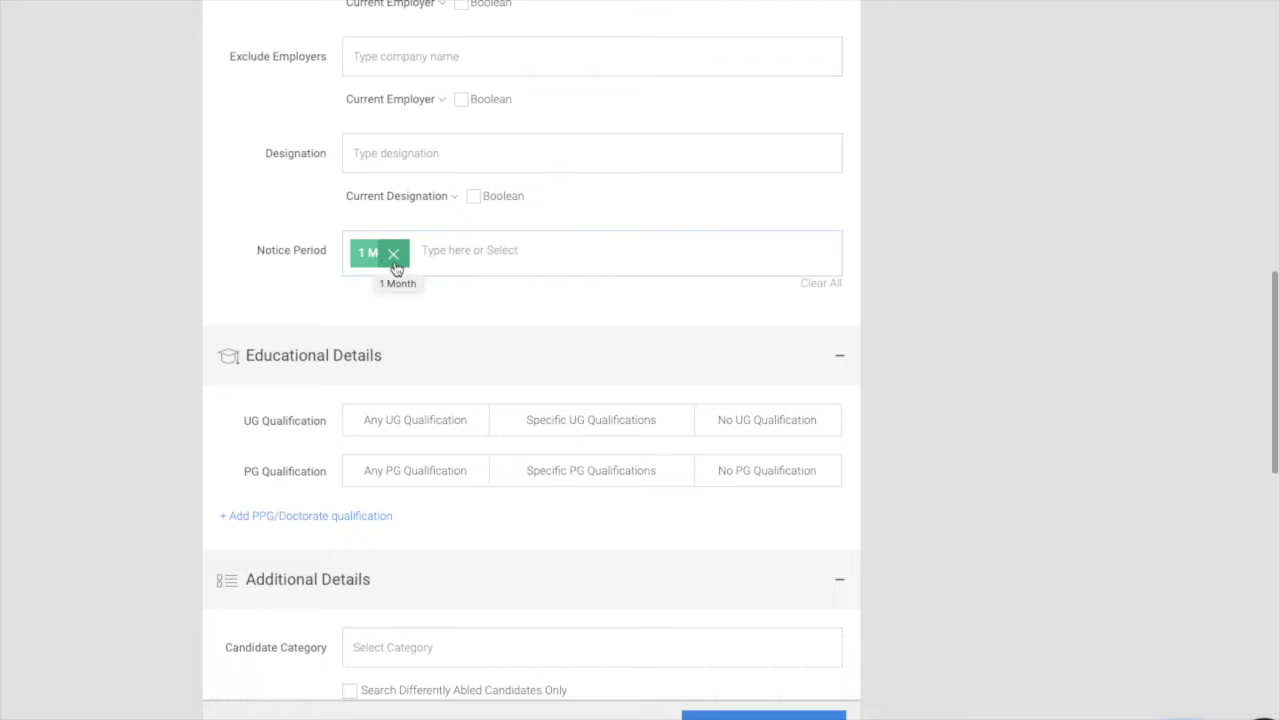 Current Employer Boolean
Exclude Employers Type company name
Current Employer Boolean
Designation Type designation
Current Designation Boolean
Notice Period 1 M Type here or Select
1 Month Clear All
Educational Details
UG Qualification Any UG Qualification Specific UG Qualifications No UG Qualification
PG Qualification Any PG Qualification Specific PG Qualifications No PG Qualification
+ Add PPG/Doctorate qualification
Additional Details
Candidate Category Select Category
Search Differently Abled Candidates Only